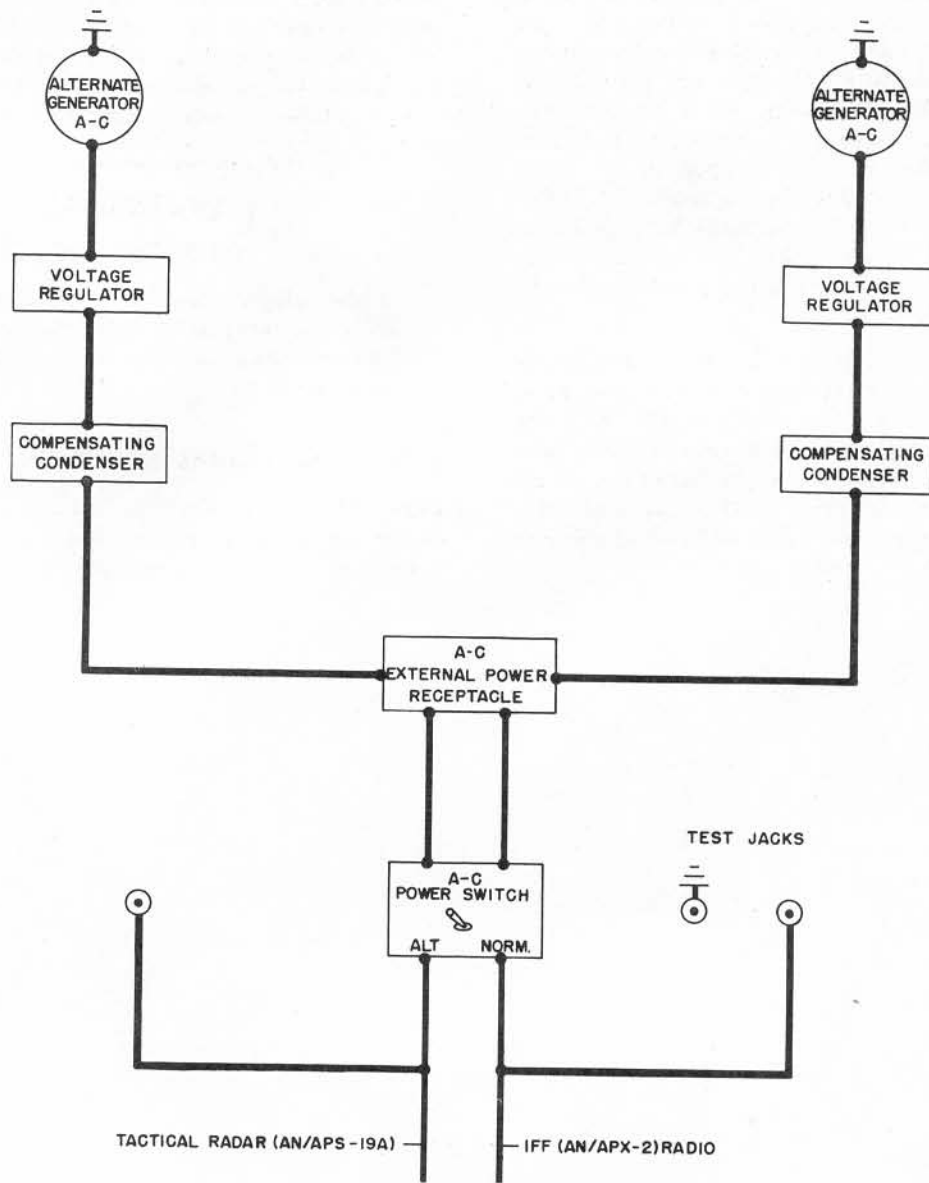 ALTERNATE
GENERATOR
A-C
ALTERNATE
GENERATOR
A-C
VOLTAGE
REGULATOR
VOLTAGE
REGULATOR
COMPENSATING
CONDENSER
COMPENSATING
CONDENSER
A-C
EXTERNAL POWER
RECEPTACLE
TEST JACKS
A-C
POWER SWITCH
ALT NORM.
TACTICAL RADAR (AN/APS-19A)
IFF (AN/APX-2) RADIO